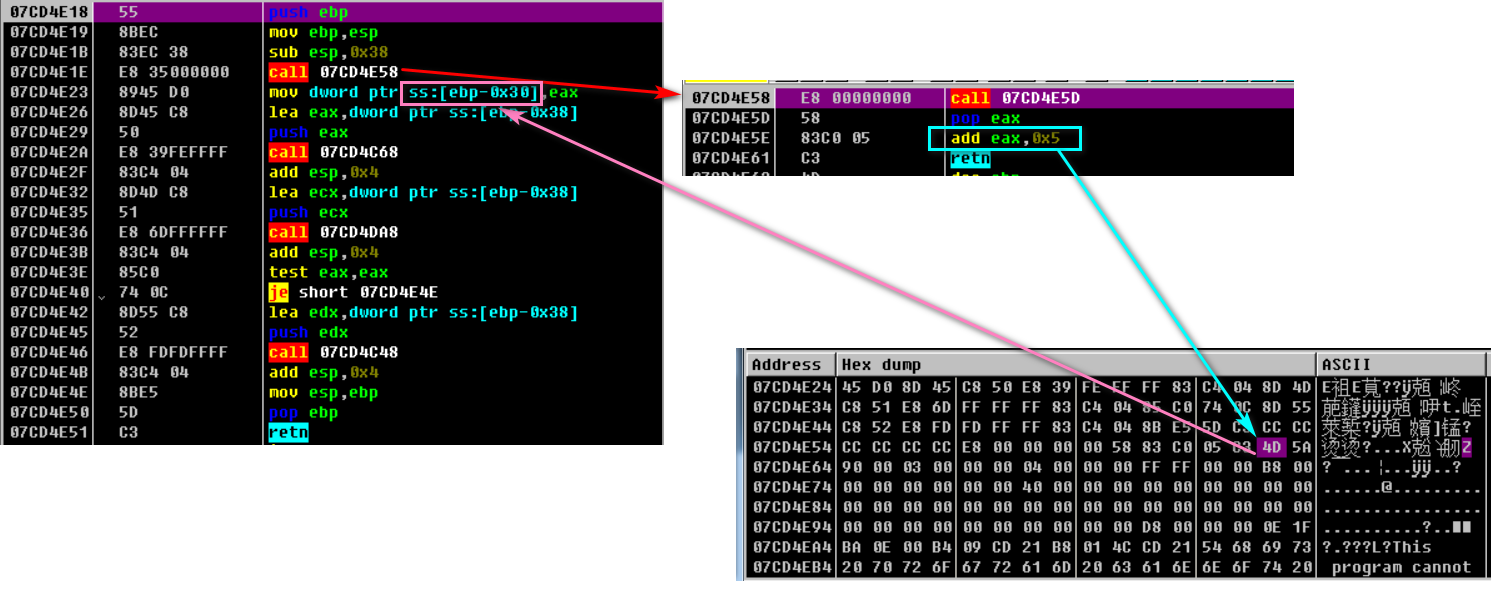 07CD4E18 55 push ebp
07CD4E19 8BEC mov ebp,esp
07CD4E1B 83EC 38 sub esp,0x38
07CD4E1E E8 35000000 call 07CD4E58
07CD4E23 8945 D0 mov dword ptr ss:[ebp-0x30],eax
07CD4E26 8D45 C8 lea eax,dword ptr ss:[ebp-0x38]
07CD4E29 50 push eax
07CD4E2A E8 39FEFFFF call 07CD4C68
07CD4E2F 83C4 04 add esp,0x4
07CD4E32 8D4D C8 lea ecx,dword ptr ss:[ebp-0x38]
07CD4E35 51 push ecx
07CD4E36 E8 6DFFFFFF call 07CD4DA8
07CD4E3B 83C4 04 add esp,0x4
07CD4E3E 85C0 test eax,eax
07CD4E40 74 0C je short 07CD4E4E
07CD4E42 8D55 C8 lea edx,dword ptr ss:[ebp-0x38]
07CD4E45 52 push edx
07CD4E46 E8 FDFDFFFF call 07CD4C48
07CD4E4B 83C4 04 add esp,0x4
07CD4E4E 8BE5 mov esp,ebp
07CD4E50 5D pop ebp
07CD4E51 C3 retn
07CD4E58 E8 00000000 call 07CD4E5D
07CD4E5D 58 pop eax
07CD4E5E 83C0 05 add eax,0x5
07CD4E61 C3 retn
Address Hex dump ASCII
07CD4E24 45 D0 8D 45 C8 50 E8 39 FE FF FF 83 C4 04 8D 4D
07CD4E34 C8 51 E8 6D FF FF FF 83 C4 04 85 C0 74 0C 8D 55
07CD4E44 C8 52 E8 FD FD FF FF 83 C4 04 8B E5 5D C3 CC CC
07CD4E54 CC CC CC CC E8 00 00 00 00 58 83 C0 05 C3 4D 5A
07CD4E64 90 00 03 00 00 00 04 00 00 00 FF FF 00 00 B8 00
07CD4E74 00 00 00 00 00 00 40 00 00 00 00 00 00 00 00 00 ......@.........
07CD4E84 00 00 00 00 00 00 00 00 00 00 00 00 00 00 00 00 ................
07CD4E94 00 00 00 00 00 00 00 00 00 00 D8 00 00 00 0E 1F
07CD4EA4 BA 0E 00 B4 09 CD 21 B8 01 4C CD 21 54 68 69 73 ?.???L?This
07CD4EB4 20 70 72 6F 67 72 61 6D 20 63 61 6E 6E 6F 74 20 program cannot